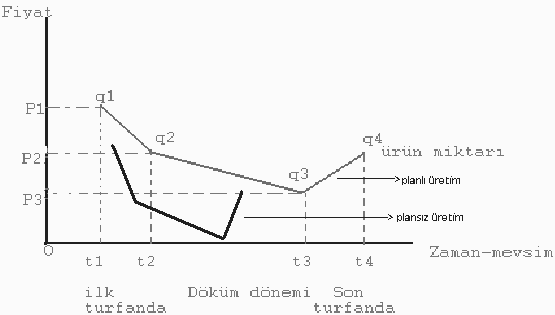 Fiyat
q1
P1
q2
q4
ürün miktarı
P2
q3
planlı üretim
P3
plansız üretim
O
Zaman-mevsim
t1 t2 t3 t4
ilk Döküm dönemi Son
turfanda turfanda